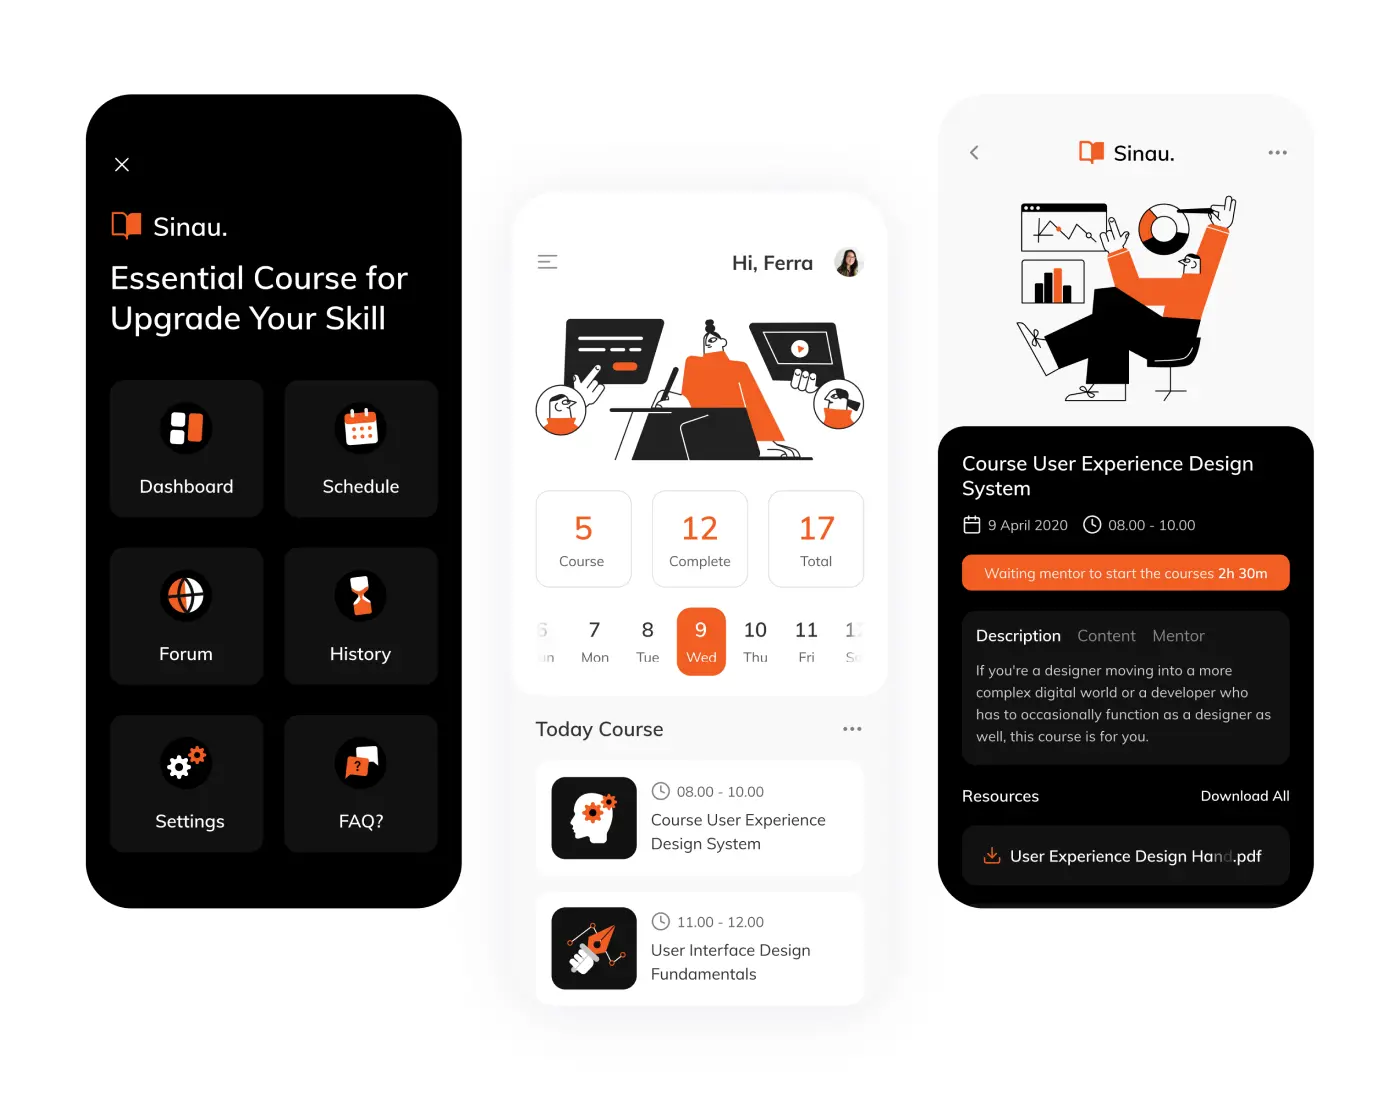 Sinau.
Essential Course for
Upgrade Your Skill
Dashboard
Schedule
Forum
History
Settings
?
FAQ?
Hi, Ferra
5
Course
12
Complete
17
Total
6 7 8 9 10 11 12
un Mon Tue Wed Thu Fri Sa
Today Course
08.00 - 10.00
Course User Experience
Design System
11.00 - 12.00
User Interface Design
Fundamentals
Sinau.
Course User Experience Design
System
9 April 2020 08.00 - 10.00
Waiting mentor to start the courses 2h 30m
Description Content Mentor
If you're a designer moving into a more
complex digital world or a developer who
has to occasionally function as a designer as
well, this course is for you.
Resources Download All
User Experience Design Hand.pdf